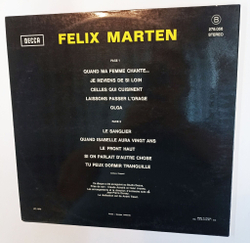 DECCA
FELIX MARTEN
S
STEREO
FACE 1
QUAND MA FEMME CHANTE...
JE REVIENS DE SI LOIN
CELLES QUI CUISINENT
LAISSONS PASSER L'ORAGE
OLGA
FACE 2
LE SANGLIER
QUAND ISABELLE AURA VINGT ANS
LE FRONT HAUT
SI ON PARLAIT D'AUTRE CHOSE
TU PEUX DORMIR TRANQUILLE